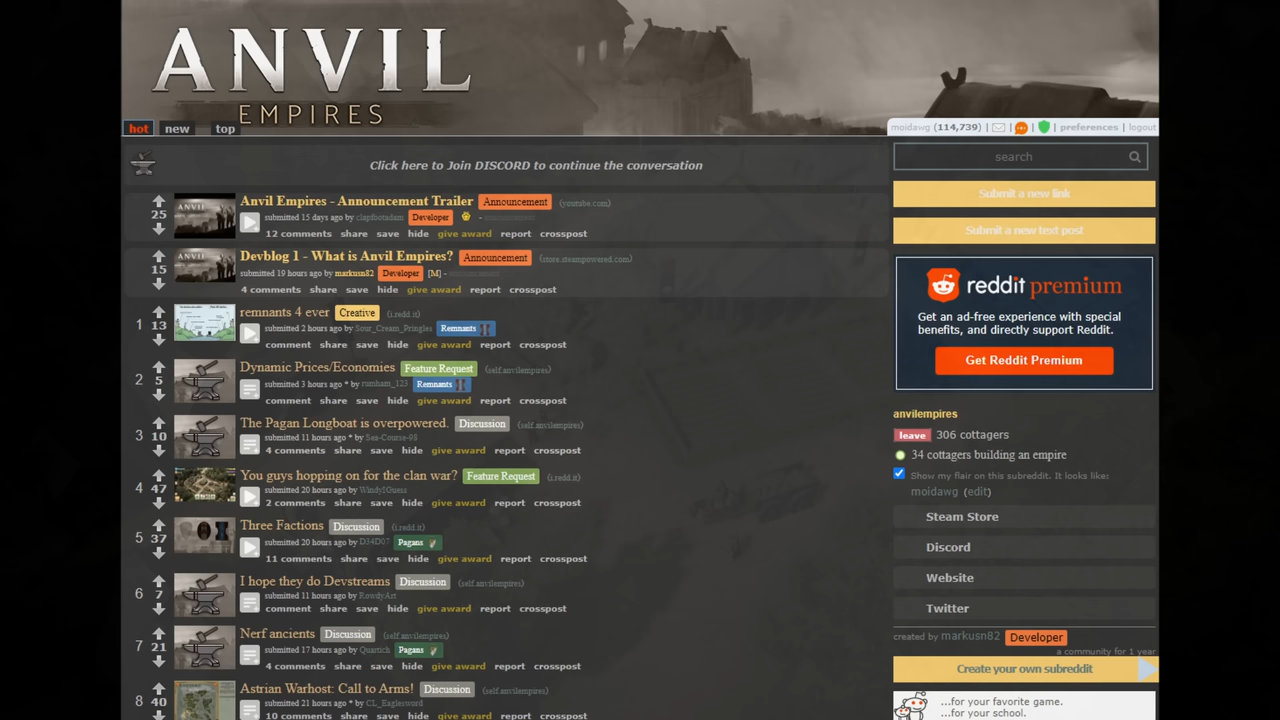 ANVIL
EMPIRES
hot new top
moidawg (114,739) | | | | preferences | logout
Click here to Join DISCORD to continue the conversation
search
Submit a new link
Submit a new text post
25
Anvil Empires - Announcement Trailer Announcement (youtube.com)
submitted 15 days ago by clapfootadam Developer -
12 comments share save hide give award report crosspost
15
Devblog 1 - What is Anvil Empires? Announcement (store.steampowered.com)
submitted 19 hours ago by markusn82 Developer [M] -
4 comments share save hide give award report crosspost
1 13
remnants 4 ever Creative (i.redd.it)
submitted 2 hours ago by Sour_Cream_Pringles Remnants
comment share save hide give award report crosspost
2 5
Dynamic Prices/Economies Feature Request (self.anvilempires)
submitted 3 hours ago * by rumham_123 Remnants
comment share save hide give award report crosspost
3 10
The Pagan Longboat is overpowered. Discussion (self.anvilempires)
submitted 11 hours ago * by Sea-Course-98
4 comments share save hide give award report crosspost
4 47
You guys hopping on for the clan war? Feature Request (i.redd.it)
submitted 20 hours ago by
2 comments share save hide give award report crosspost
5 37
Three Factions Discussion (i.redd.it)
submitted 20 hours ago by D34D07 Pagans
11 comments share save hide give award report crosspost
6 7
I hope they do Devstreams Discussion (self.anvilempires)
submitted 11 hours ago by RowdyArt
comment share save hide give award report crosspost
7 21
Nerf ancients Discussion (self.anvilempires)
submitted 17 hours ago by Quartich Pagans
4 comments share save hide give award report crosspost
8 40
Astrian Warhost: Call to Arms! Discussion (self.anvilempires)
submitted 21 hours ago * by CL_Eaglesword
10 comments share save hide give award report crosspost
reddit premium
Get an ad-free experience with special
benefits, and directly support Reddit.
Get Reddit Premium
anvilempires
leave 306 cottagers
34 cottagers building an empire
Show my flair on this subreddit. It looks like:
moidawg (edit)
Steam Store
Discord
Website
Twitter
created by markusn82 Developer
a community for 1 year
Create your own subreddit
...for your favorite game.
...for your school.